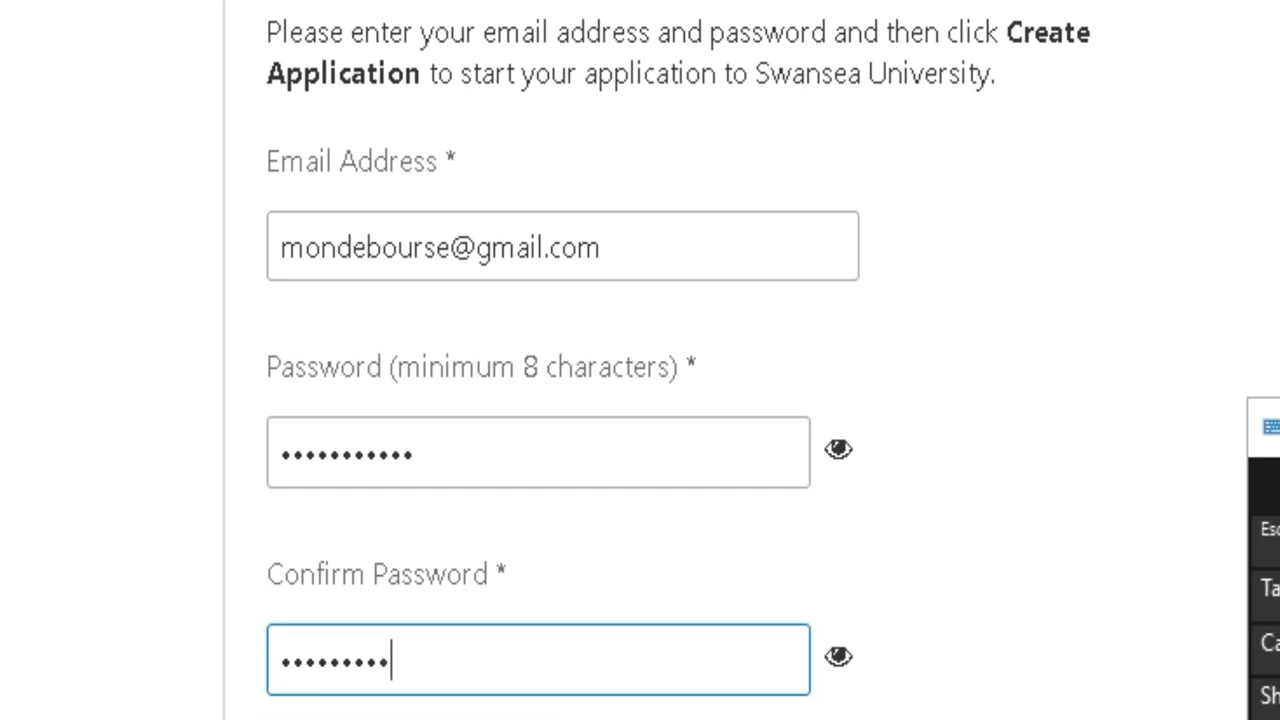 Please enter your email address and password and then click Create
Application to start your application to Swansea University.
Email Address *
mondebourse@gmail.com
Password (minimum 8 characters) *
•••••••••••
Confirm Password *
•••••••••